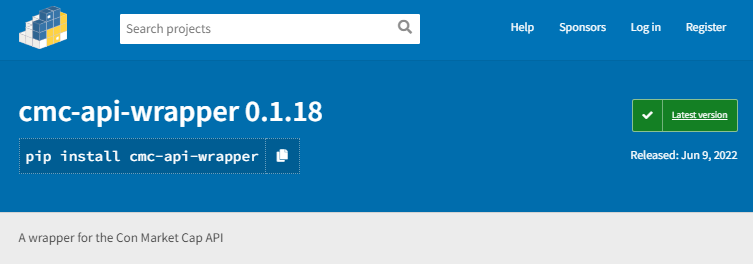 Search projects
Help Sponsors Log in Register
cmc-api-wrapper 0.1.18
Latest version
pip install cmc-api-wrapper
Released: Jun 9, 2022
A wrapper for the Con Market Cap API